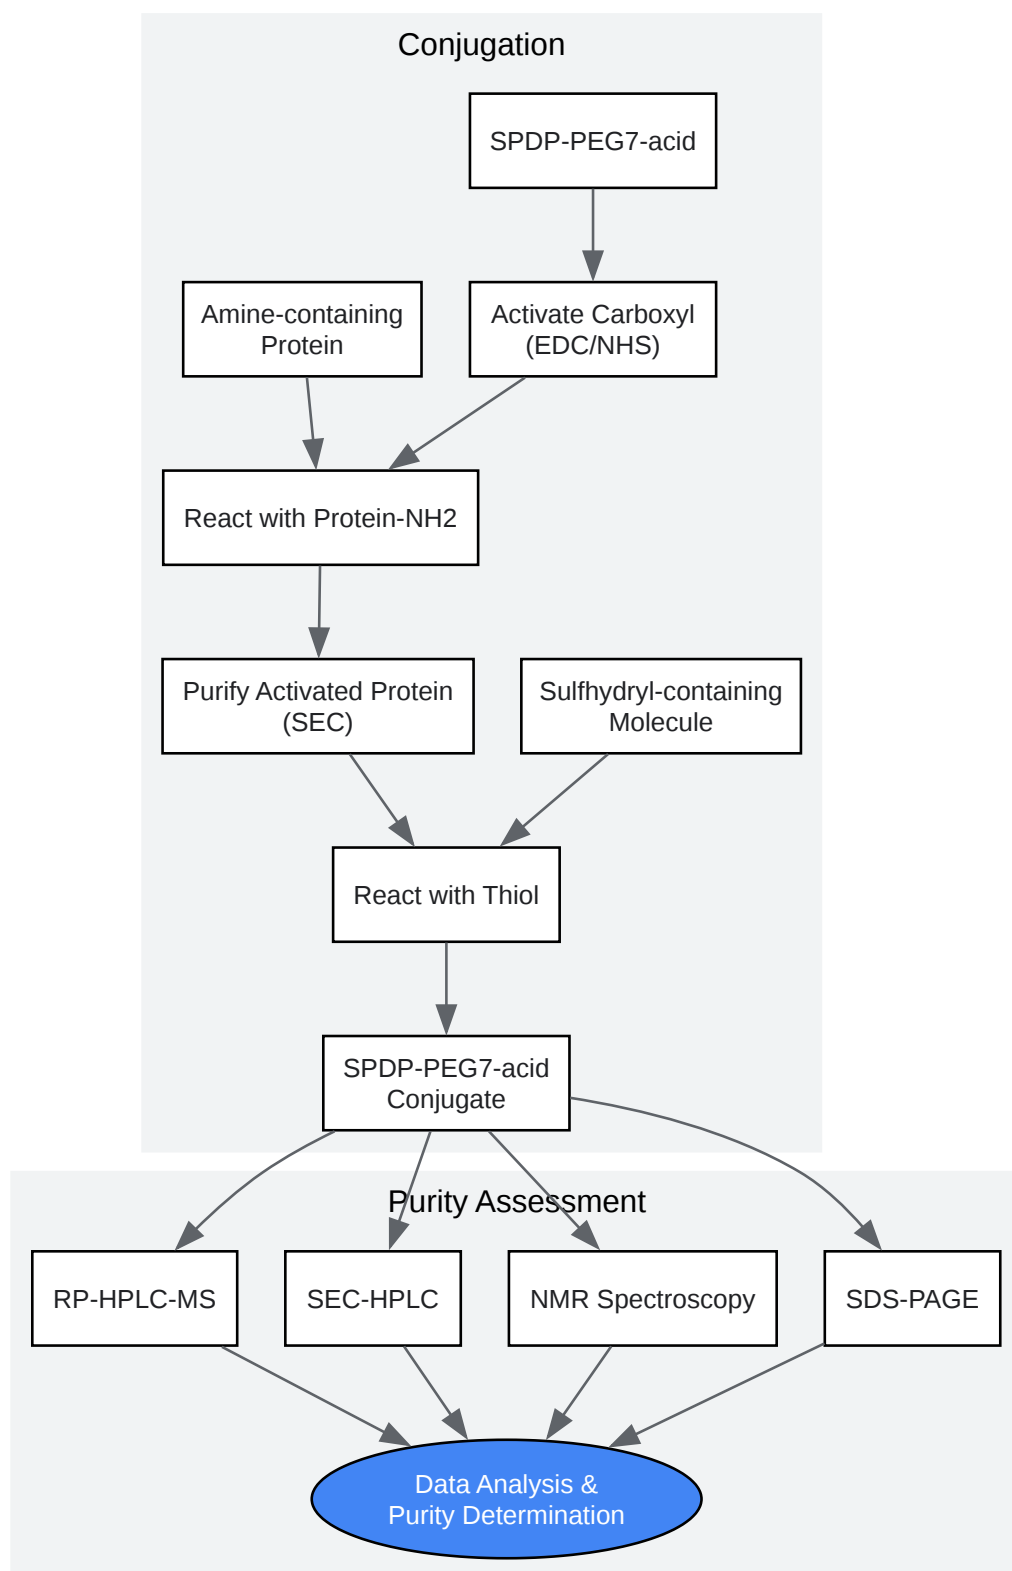 Conjugation
SPDP-PEG7-acid
Amine-containing
Protein
Activate Carboxyl
(EDC/NHS)
React with Protein-NH2
Purify Activated Protein
(SEC)
Sulfhydryl-containing
Molecule
React with Thiol
SPDP-PEG7-acid
Conjugate
Purity Assessment
RP-HPLC-MS
SEC-HPLC
NMR Spectroscopy
SDS-PAGE
Data Analysis &
Purity Determination